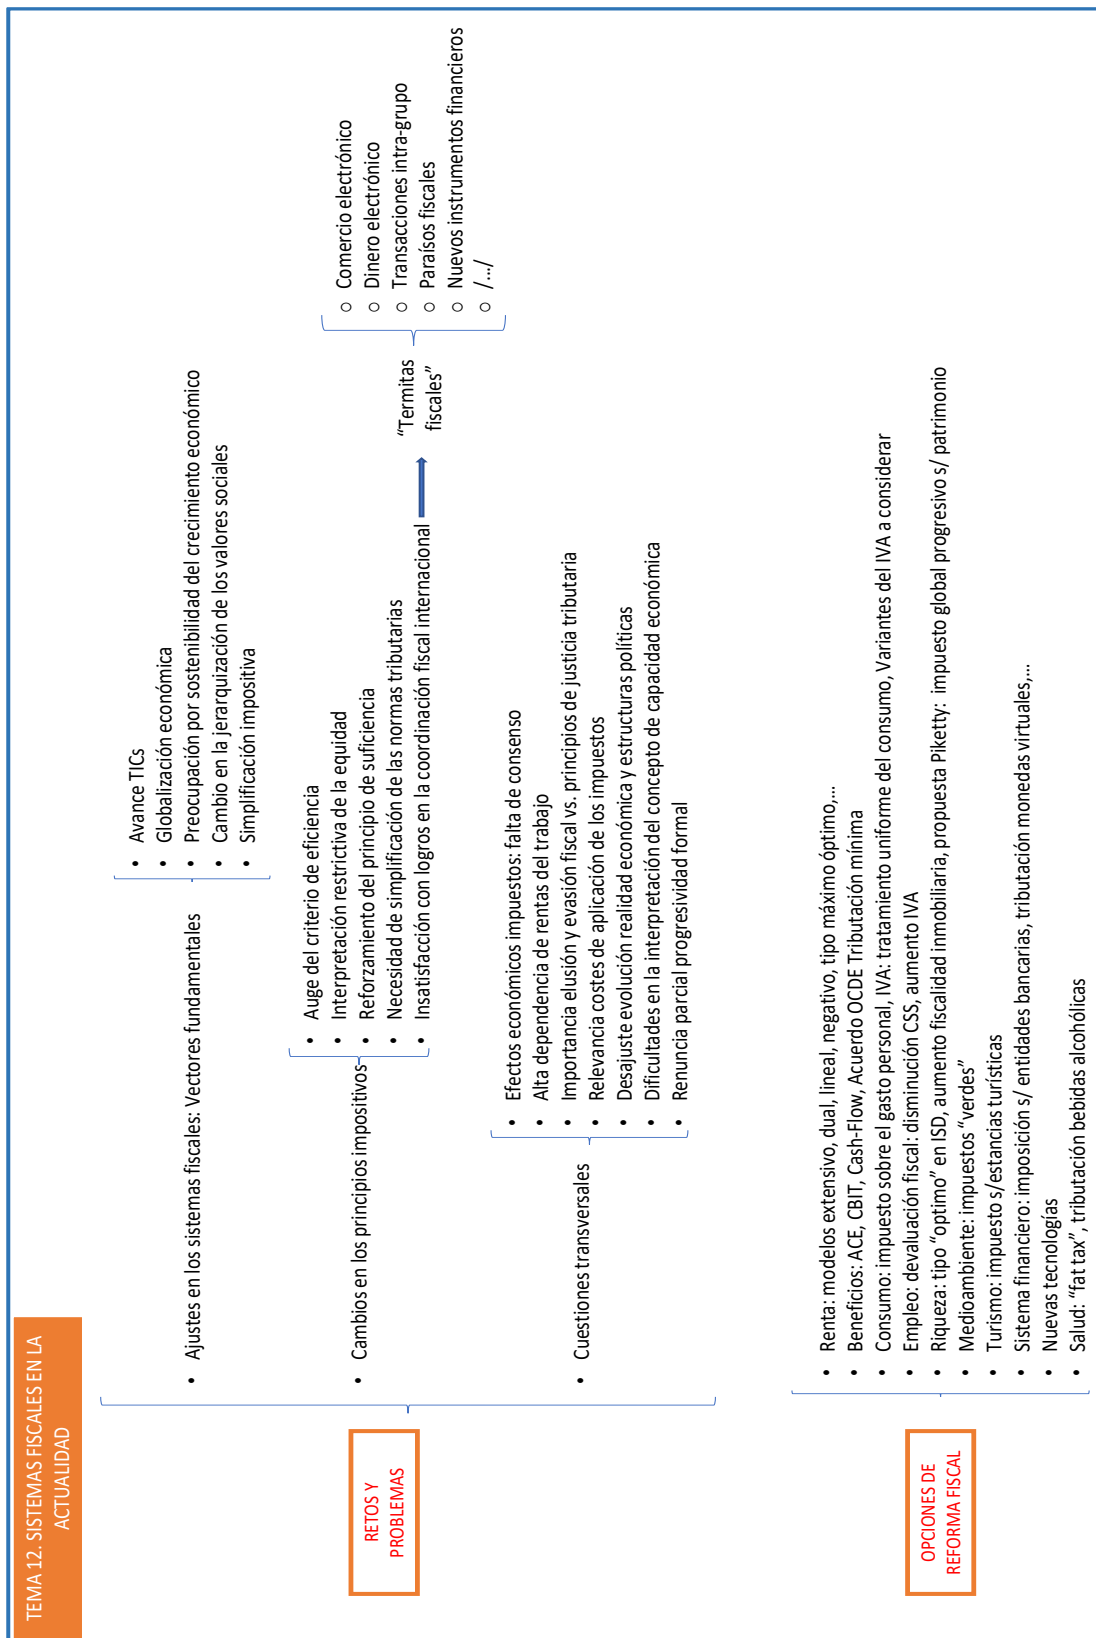 TEMA 12. SISTEMAS FISCALES EN LA
ACTUALIDAD
RETOS Y
PROBLEMAS
• Ajustes en los sistemas fiscales: Vectores fundamentales
• Avance TICs
• Globalización económica
• Preocupación por sostenibilidad del crecimiento económico
• Cambio en la jerarquización de los valores sociales
• Simplificación impositiva
• Cambios en los principios impositivos
• Auge del criterio de eficiencia
• Interpretación restrictiva de la equidad
• Reforzamiento del principio de suficiencia
• Necesidad de simplificación de las normas tributarias
• Insatisfacción con logros en la coordinación fiscal internacional
“Termitas
fiscales”
○ Comercio electrónico
○ Dinero electrónico
○ Transacciones intra-grupo
○ Paraísos fiscales
○ Nuevos instrumentos financieros
○ /…/
• Cuestiones transversales
• Efectos económicos impuestos: falta de consenso
• Alta dependencia de rentas del trabajo
• Importancia elusión y evasión fiscal vs. principios de justicia tributaria
• Relevancia costes de aplicación de los impuestos
• Desajuste evolución realidad económica y estructuras políticas
• Dificultades en la interpretación del concepto de capacidad económica
• Renuncia parcial progresividad formal
OPCIONES DE
REFORMA FISCAL
• Renta: modelos extensivo, dual, lineal, negativo, tipo máximo óptimo,…
• Beneficios: ACE, CBIT, Cash-Flow, Acuerdo OCDE Tributación mínima
• Consumo: impuesto sobre el gasto personal, IVA: tratamiento uniforme del consumo, Variantes del IVA a considerar
• Empleo: devaluación fiscal: disminución CSS, aumento IVA
• Riqueza: tipo “optimo” en ISD, aumento fiscalidad inmobiliaria, propuesta Piketty: impuesto global progresivo s/ patrimonio
• Medioambiente: impuestos “verdes”
• Turismo: impuesto s/estancias turísticas
• Sistema financiero: imposición s/ entidades bancarias, tributación monedas virtuales,…
• Nuevas tecnologías
• Salud: “fat tax”, tributación bebidas alcohólicas